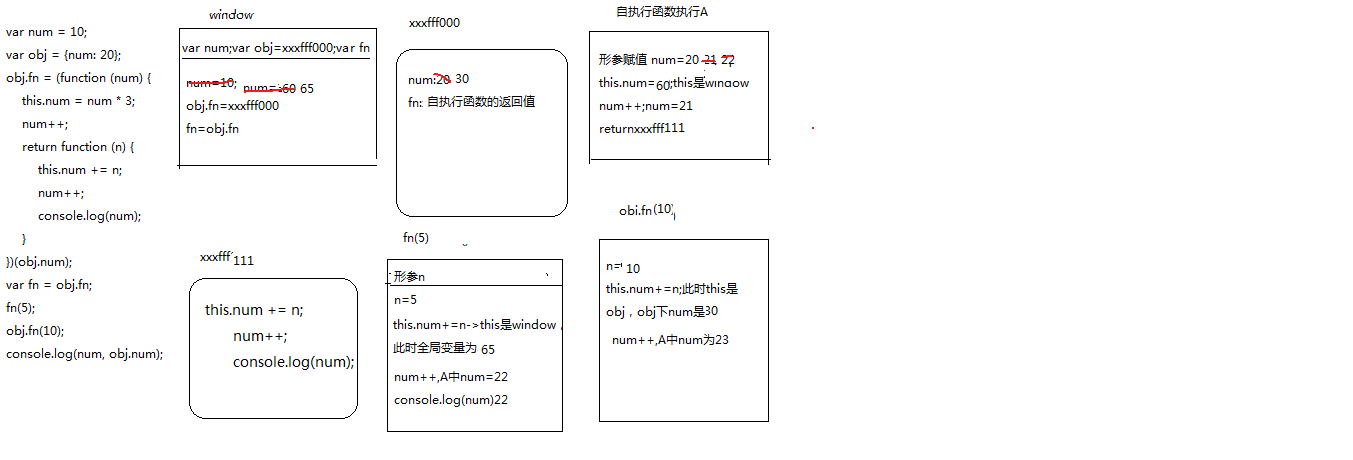 var num = 10;
var obj = {num: 20};
obj.fn = (function (num) {
this.num = num * 3;
num++;
return function (n) {
this.num += n;
num++;
console.log(num);
}
})(obj.num);
var fn = obj.fn;
fn(5);
obj.fn(10);
console.log(num, obj.num);
window
var num;var obj=xxxfff000;var fn
num=10; num=60 65
obj.fn=xxxfff000
fn=obj.fn
xxxfff000
num:20 30
fn: 自执行函数的返回值
自执行函数执行A
形参赋值 num=20 21 22
this.num=60;this是window
num++;num=21
returnxxxfff111
xxxfff111
this.num += n;
num++;
console.log(num);
fn(5)
形参n
n=5
this.num+=n->this是window,
此时全局变量为 65
num++,A中num=22
console.log(num)22
obj.fn(10)
n= 10
this.num+=n;此时this是
obj，obj下num是30
num++,A中num为23